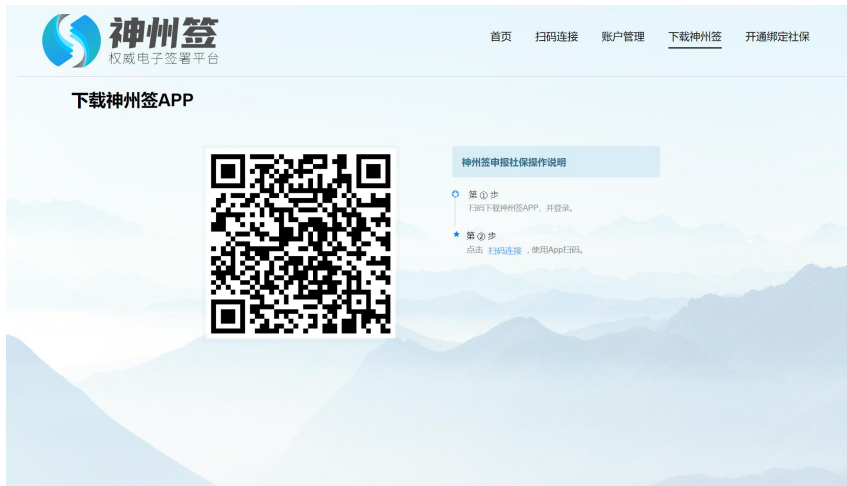 神州签
权威电子签署平台
首页 扫码连接 账户管理 下载神州签 开通绑定社保
下载神州签APP
神州签申报社保操作说明
第 ① 步
扫码下载神州签APP，并登录。
第 ② 步
点击 扫码连接 ，使用App扫码。